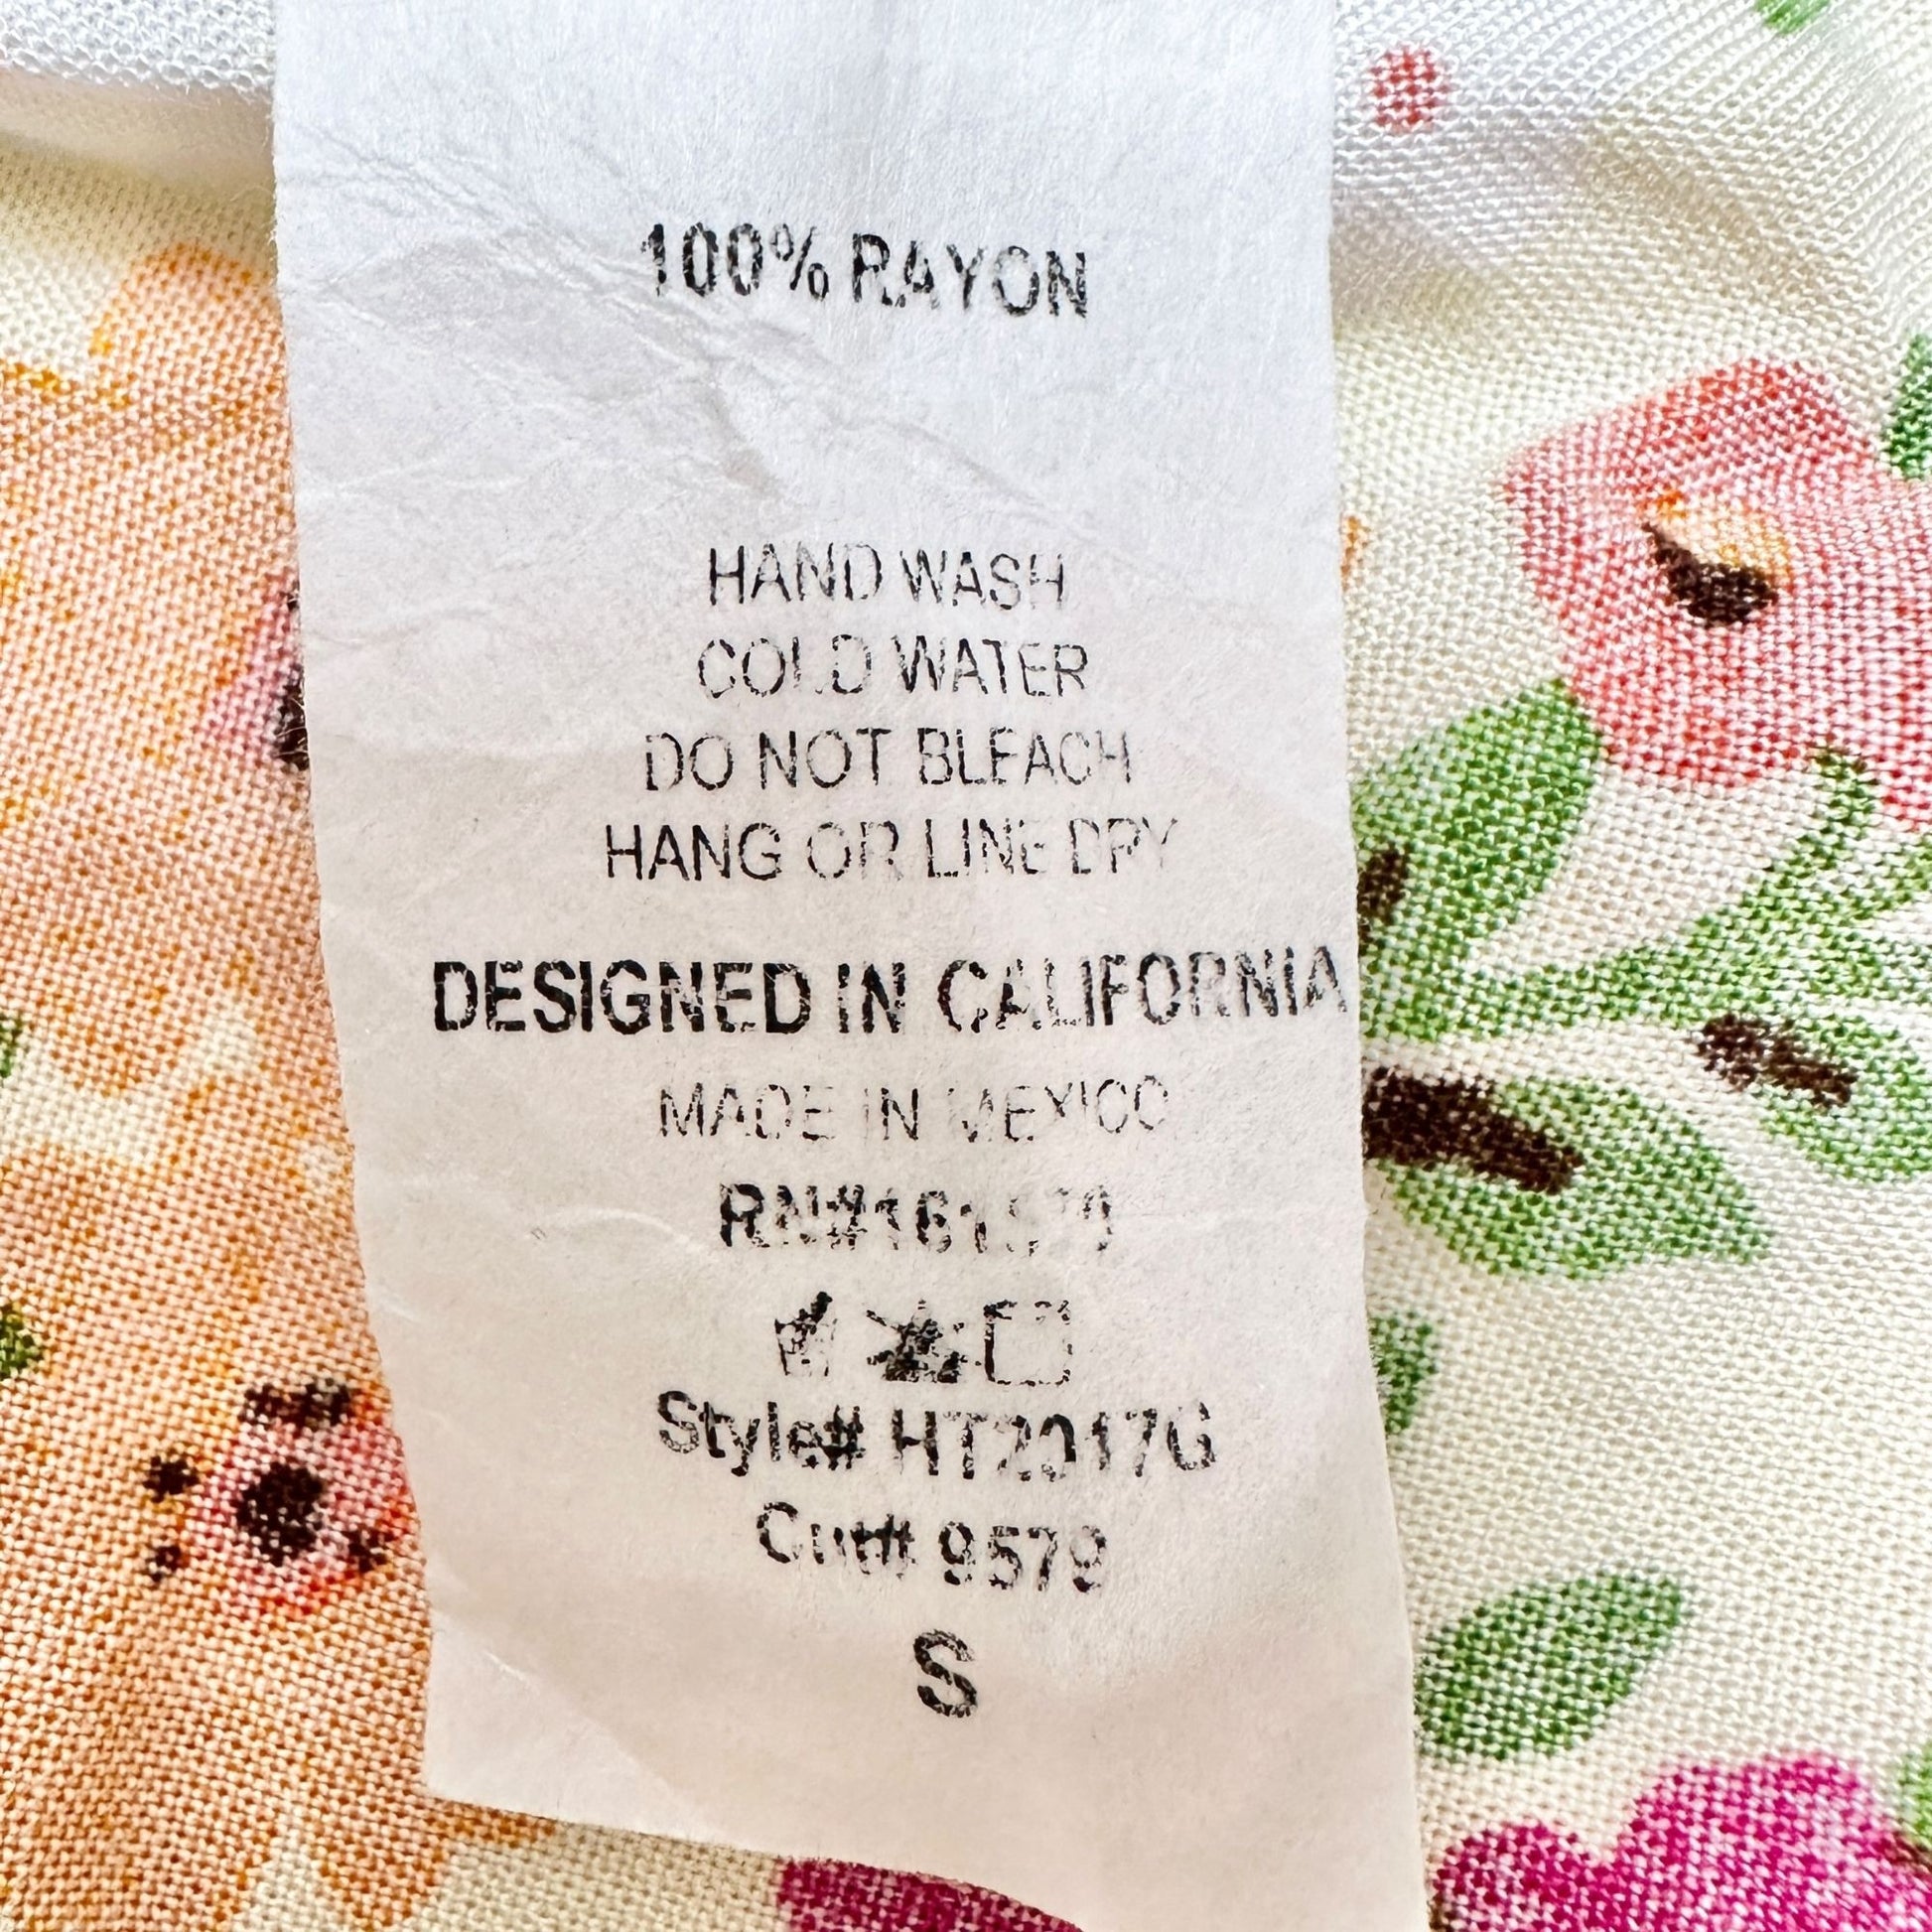 100% RAYON
HAND WASH
COLD WATER
DO NOT BLEACH
HANG OR LINE DRY
DESIGNED IN CALIFORNIA
MADE IN MEXICO
Style# HT2017G
Cut# 9579
S